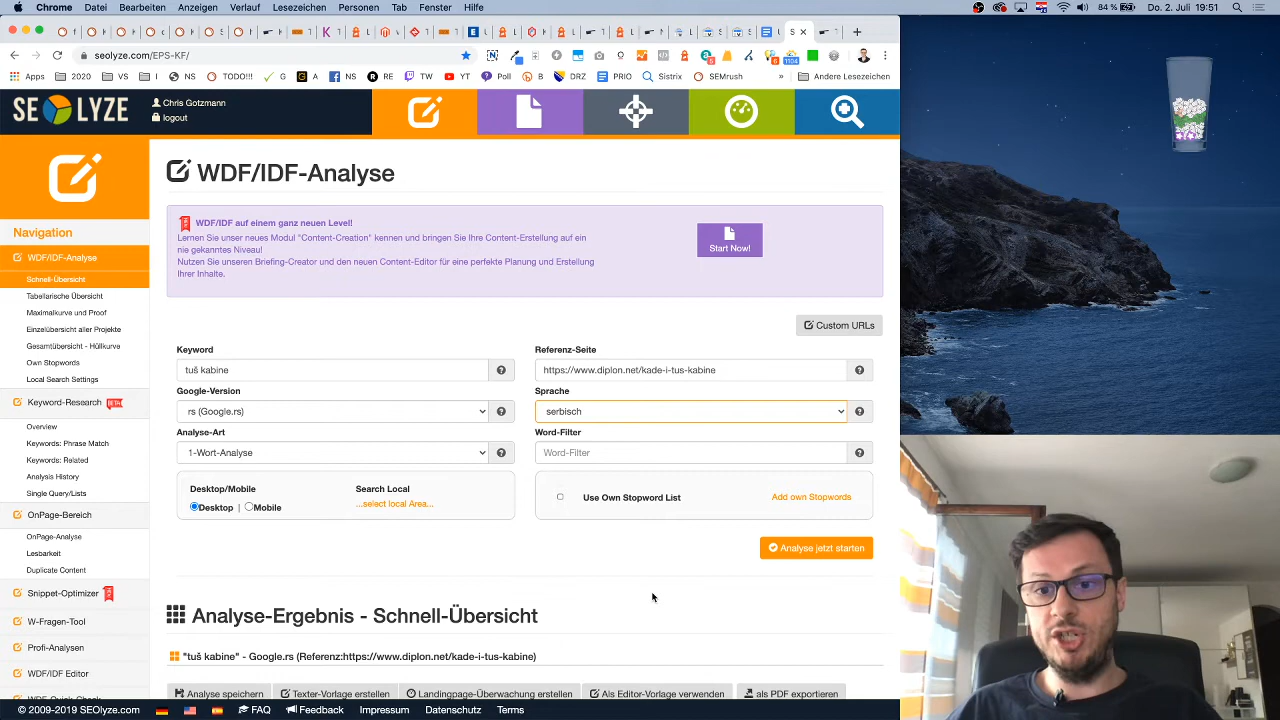 Chrome Datei Bearbeiten Anzeigen Verlauf Lesezeichen Personen Tab Fenster Hilfe
84 % Do. 2. Juli 19:51
seolyze.com/EPS-KF/
Apps 2020 VS I NS TODO!!! G A NS RE TW YT Poll B DRZ PRIO Sistrix SEMrush » Andere Lesezeichen
SEOLYZE
Chris Gotzmann
logout
WDF/IDF-Analyse
WDF/IDF auf einem ganz neuen Level!
Lernen Sie unser neues Modul "Content-Creation" kennen und bringen Sie Ihre Content-Erstellung auf ein
nie gekanntes Niveau!
Nutzen Sie unseren Briefing-Creator und den neuen Content-Editor für eine perfekte Planung und Erstellung
Ihrer Inhalte.
Start Now!
Navigation
WDF/IDF-Analyse
Schnell-Übersicht
Tabellarische Übersicht
Maximalkurve und Proof
Einzelübersicht aller Projekte
Gesamtübersicht - Hüllkurve
Own Stopwords
Local Search Settings
Keyword-Research BETA
Overview
Keywords: Phrase Match
Keywords: Related
Analysis History
Single Query/Lists
OnPage-Bereich
OnPage-Analyse
Lesbarkeit
Duplicate Content
Snippet-Optimizer
W-Fragen-Tool
Profi-Analysen
WDF/IDF Editor
WDF-Quick-Check
Custom URLs
Keyword
tuš kabine
Referenz-Seite
https://www.diplon.net/kade-i-tus-kabine
Google-Version
rs (Google.rs)
Sprache
serbisch
Analyse-Art
1-Wort-Analyse
Word-Filter
Word-Filter
Desktop/Mobile
Desktop | Mobile
Search Local
...select local Area...
Use Own Stopword List
Add own Stopwords
Analyse jetzt starten
Analyse-Ergebnis - Schnell-Übersicht
"tuš kabine" - Google.rs (Referenz:https://www.diplon.net/kade-i-tus-kabine)
Analyse speichern Texter-Vorlage erstellen Landingpage-Überwachung erstellen Als Editor-Vorlage verwenden als PDF exportieren
© 2009-2019 SEOlyze.com FAQ Feedback Impressum Datenschutz Terms